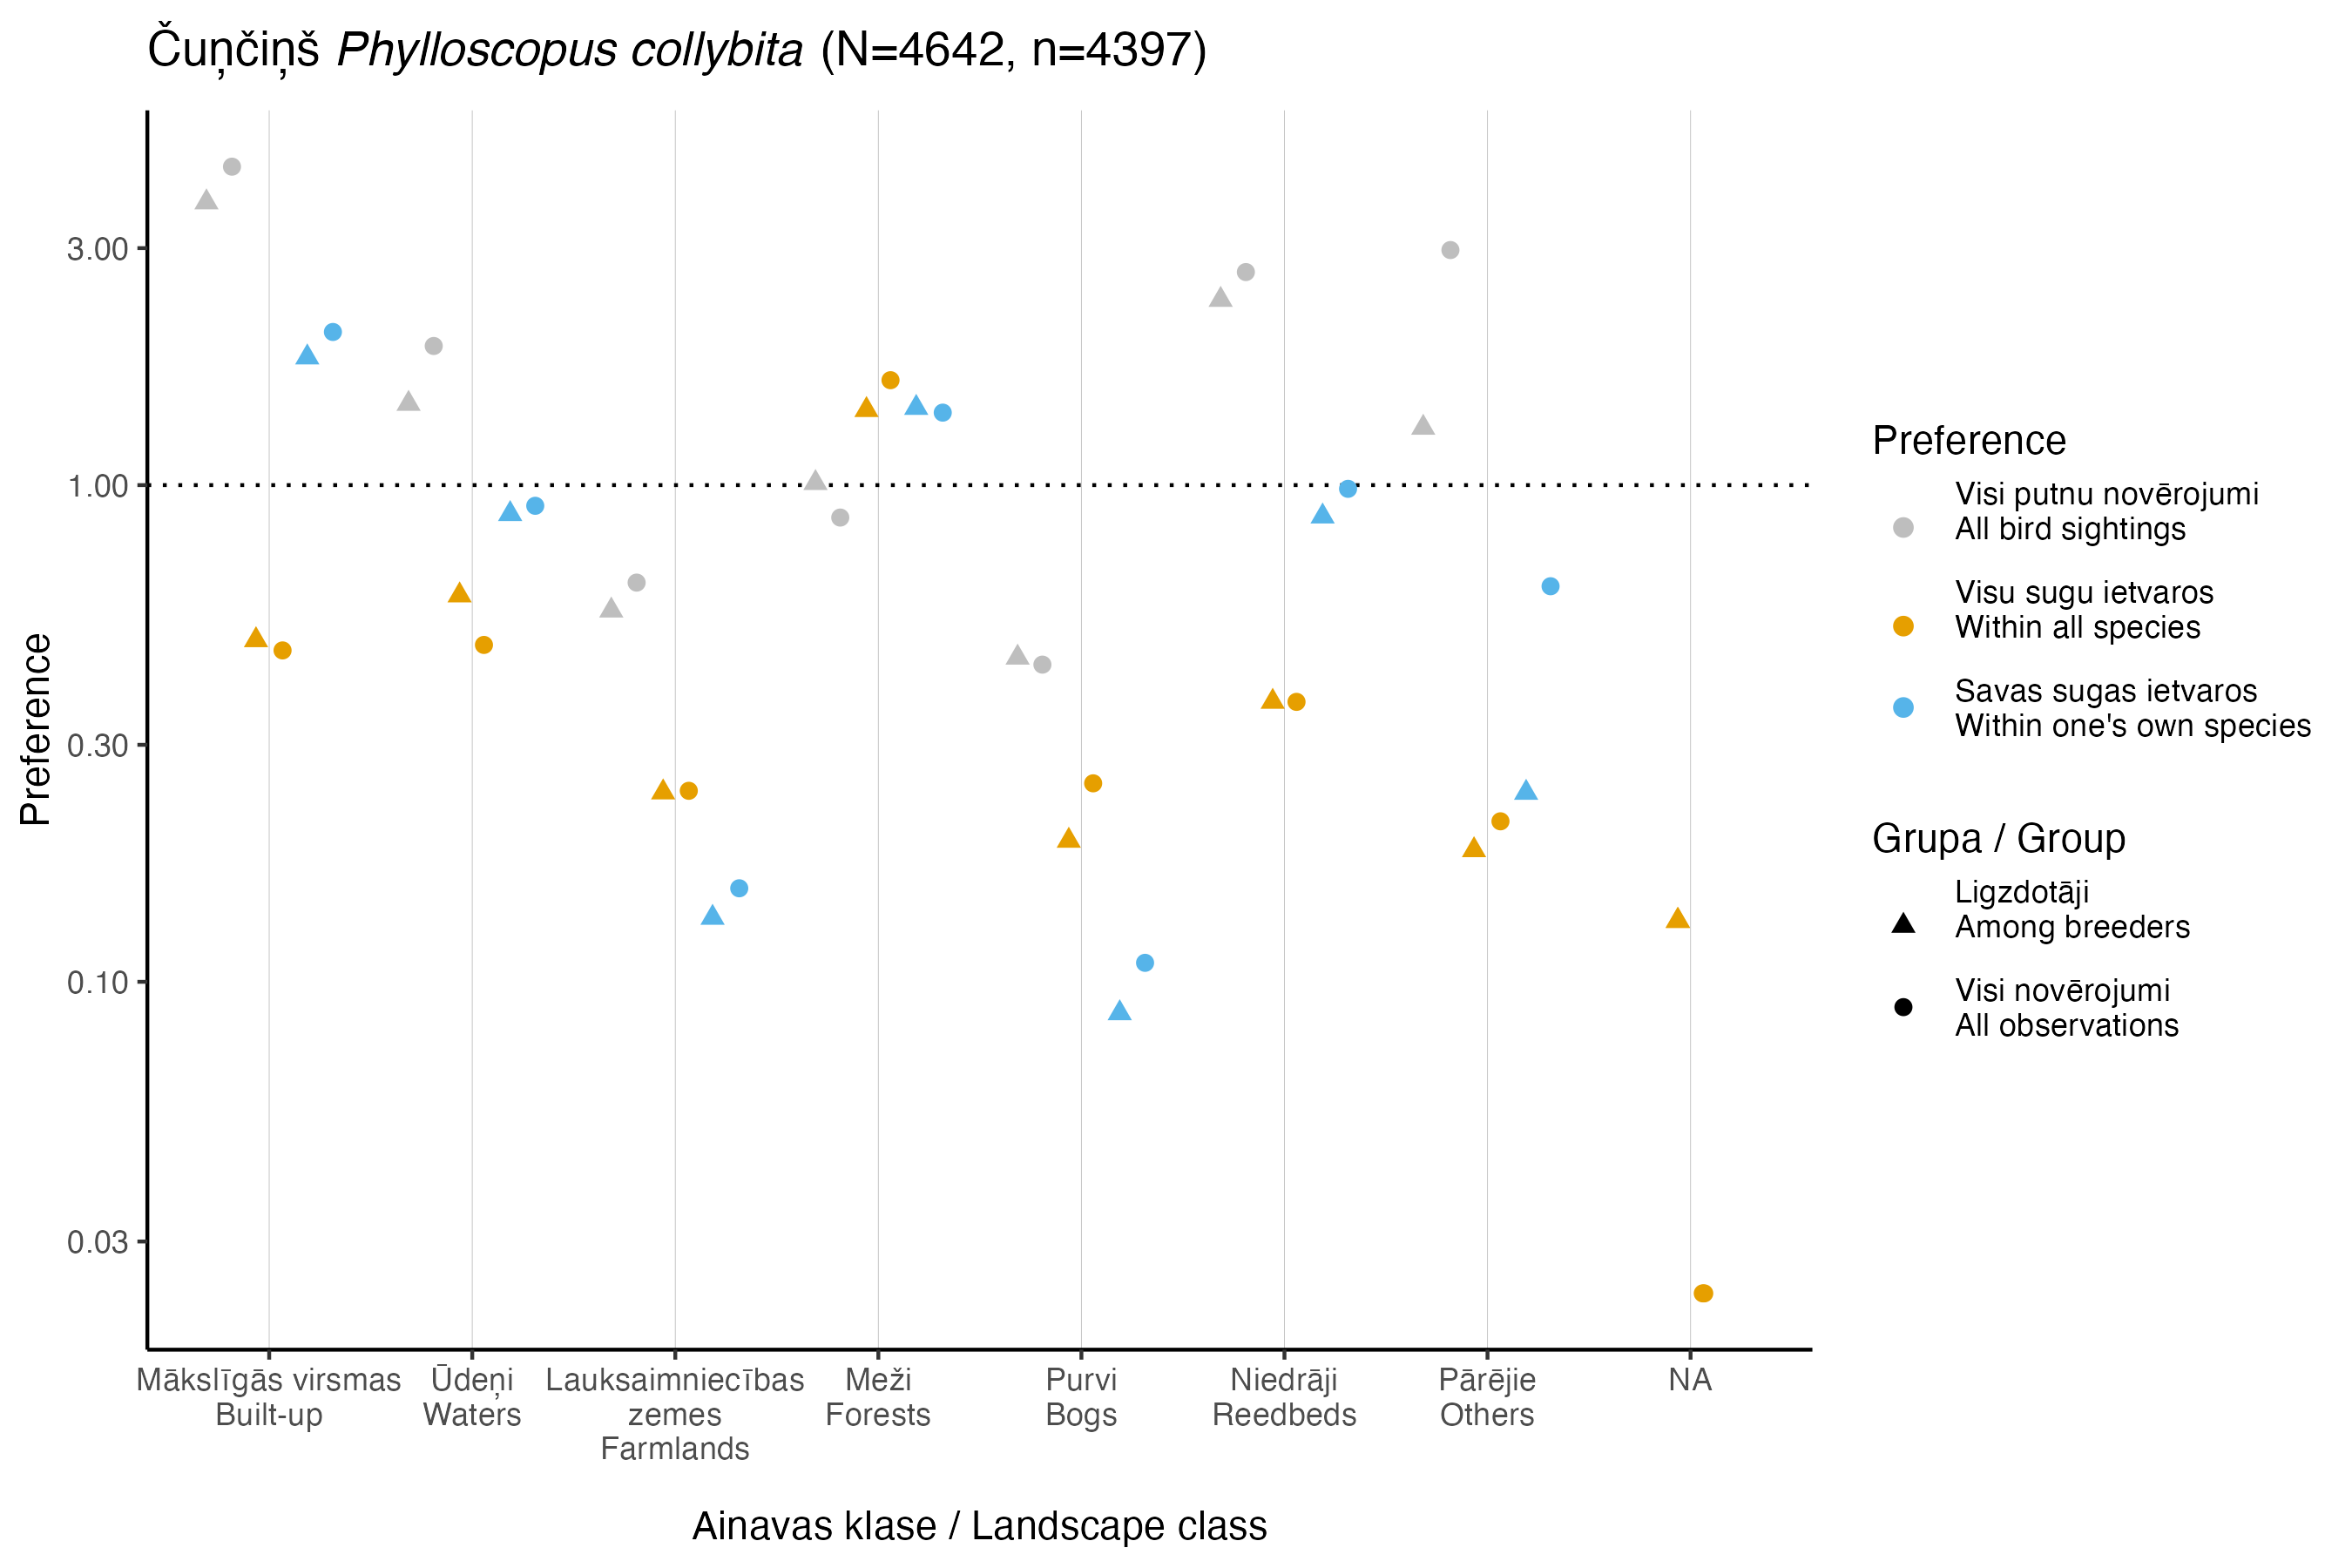 Čuņčiņš Phylloscopus collybita (N=4642, n=4397)
Preference
3.00
1.00
0.30
0.10
0.03
Mākslīgās virsmas
Built-up
Ūdeņi
Waters
Lauksaimniecības
zemes
Farmlands
Meži
Forests
Purvi
Bogs
Niedrāji
Reedbeds
Pārējie
Others
NA
Ainavas klase / Landscape class
Preference
Visi putnu novērojumi
All bird sightings
Visu sugu ietvaros
Within all species
Savas sugas ietvaros
Within one's own species
Grupa / Group
Ligzdotāji
Among breeders
Visi novērojumi
All observations